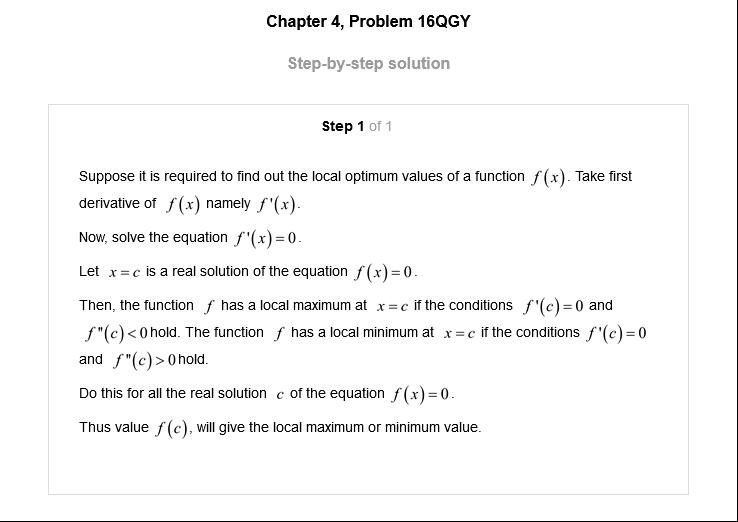 Chapter 4, Problem 16QGY
Step-by-step solution
Step 1 of 1
Suppose it is required to find out the local optimum values of a function f(x). Take first
derivative of f(x) namely f'(x).
Now, solve the equation f'(x)=0.
Let x=c is a real solution of the equation f(x)=0.
Then, the function f has a local maximum at x=c if the conditions f'(c)=0 and
f"(c)<0hold. The function f has a local minimum at x=c if the conditions f'(c)=0
and f"(c)>0hold.
Do this for all the real solution c of the equation f(x)=0.
Thus value f(c), will give the local maximum or minimum value.